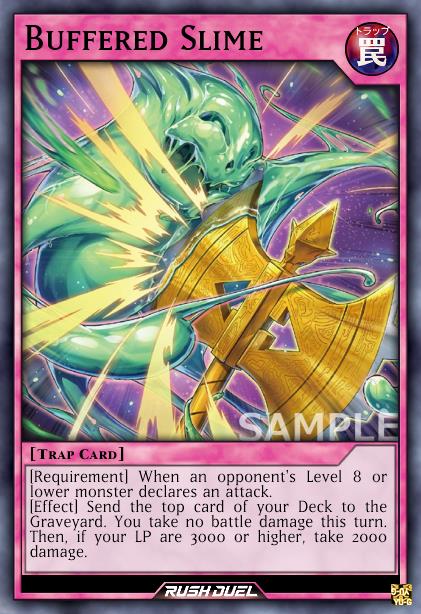 Buffered Slime
トラップ
罠
SAMPLE
[Trap Card]
[Requirement] When an opponent's Level 8 or
lower monster declares an attack.
[Effect] Send the top card of your Deck to the
Graveyard. You take no battle damage this turn.
Then, if your LP are 3000 or higher, take 2000
damage.
RUSH DUEL